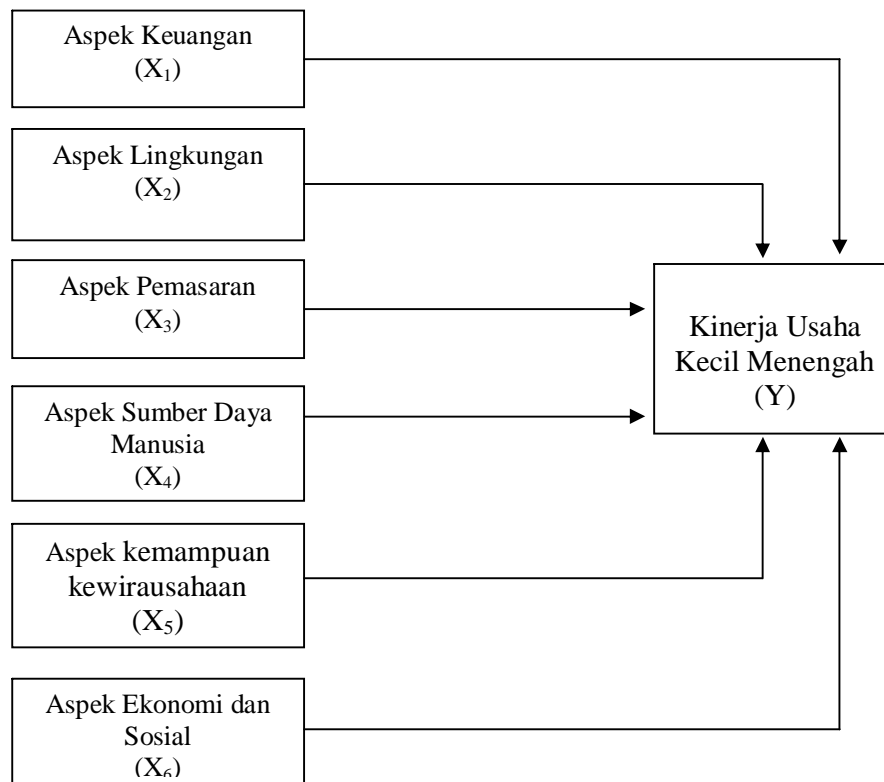 Aspek Keuangan
(X₁)
Aspek Lingkungan
(X₂)
Aspek Pemasaran
(X₃)
Aspek Sumber Daya
Manusia
(X₄)
Aspek kemampuan
kewirausahaan
(X₅)
Aspek Ekonomi dan
Sosial
(X₆)
Kinerja Usaha
Kecil Menengah
(Y)